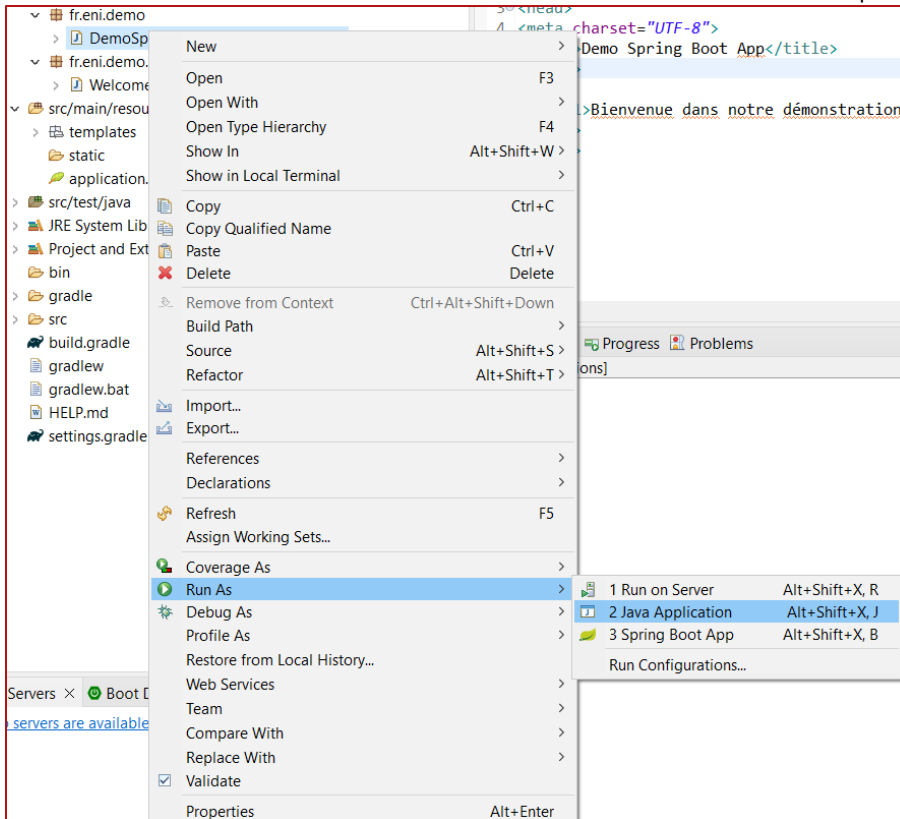 fr.eni.demo
DemoSp
fr.eni.demo.
Welcome
src/main/resou
templates
static
application.
src/test/java
JRE System Lib
Project and Ext
bin
gradle
src
build.gradle
gradlew
gradlew.bat
HELP.md
settings.gradle
New
Open F3
Open With
Open Type Hierarchy F4
Show In Alt+Shift+W
Show in Local Terminal
Copy Ctrl+C
Copy Qualified Name
Paste Ctrl+V
Delete Delete
Remove from Context Ctrl+Alt+Shift+Down
Build Path
Source Alt+Shift+S
Refactor Alt+Shift+T
Import...
Export...
References
Declarations
Refresh F5
Assign Working Sets...
Coverage As
Run As
Debug As
Profile As
Restore from Local History...
Web Services
Team
Compare With
Replace With
Validate
Properties Alt+Enter
1 Run on Server Alt+Shift+X, R
2 Java Application Alt+Shift+X, J
3 Spring Boot App Alt+Shift+X, B
Run Configurations...
3 <head>
4 <meta charset="UTF-8">
Demo Spring Boot App</title>
>Bienvenue dans notre démonstration
Progress Problems
ions]
Servers Boot D
servers are available